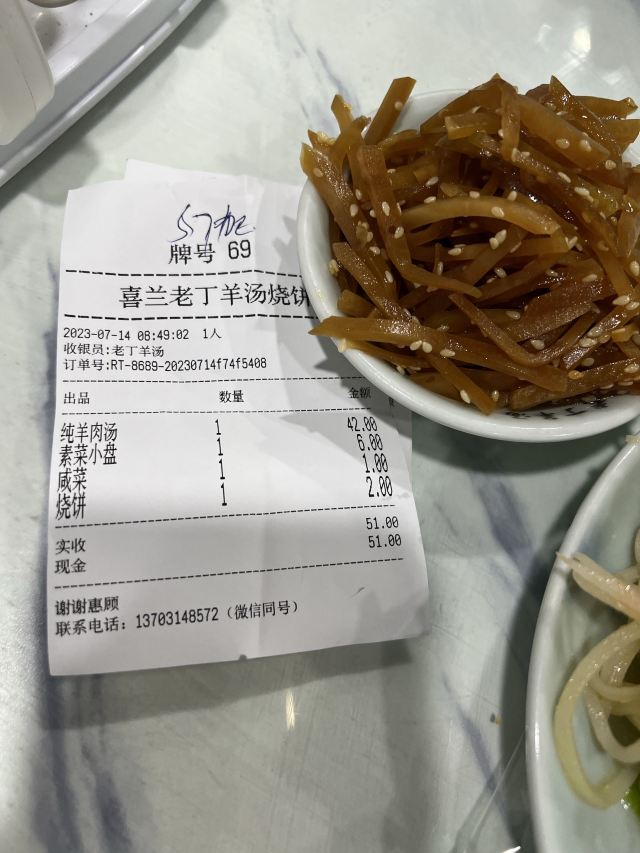 57加
牌号 69
喜兰老丁羊汤烧饼
2023-07-14 08:49:02 1人
收银员:老丁羊汤
订单号:RT-8689-20230714f74f5408
出品 数量 金额
纯羊肉汤 1 42.00
素菜小盘 1 6.00
咸菜 1 1.00
烧饼 1 2.00
实收 51.00
现金 51.00
谢谢惠顾
联系电话: 13703148572 (微信同号)